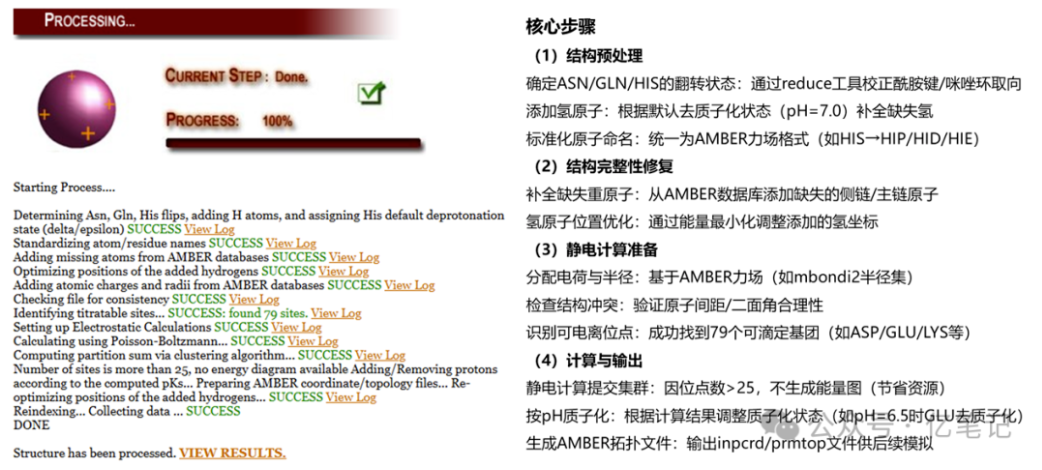 PROCESSING...
CURRENT STEP : Done.
PROGRESS: 100%
Starting Process....
Determining Asn, Gln, His flips, adding H atoms, and assigning His default deprotonation
state (delta/epsilon) SUCCESS View Log
Standardizing atom/residue names SUCCESS View Log
Adding missing atoms from AMBER databases SUCCESS View Log
Optimizing positions of the added hydrogens SUCCESS View Log
Adding atomic charges and radii from AMBER databases SUCCESS View Log
Checking file for consistency SUCCESS View Log
Identifying titratable sites... SUCCESS: found 79 sites. View Log
Setting up Electrostatic Calculations SUCCESS View Log
Calculating using Poisson-Boltzmann... SUCCESS View Log
Computing partition sum via clustering algorithm... SUCCESS View Log
Number of sites is more than 25, no energy diagram available Adding/Removing protons
according to the computed pKs... Preparing AMBER coordinate/topology files... Re-
optimizing positions of the added hydrogens... SUCCESS View Log
Reindexing... Collecting data ... SUCCESS
DONE
Structure has been processed. VIEW RESULTS.
核心步骤
（1）结构预处理
确定ASN/GLN/HIS的翻转状态：通过reduce工具校正酰胺键/咪唑环取向
添加氢原子：根据默认去质子化状态（pH=7.0）补全缺失氢
标准化原子命名：统一为AMBER力场格式（如HIS→HIP/HID/HIE）
（2）结构完整性修复
补全缺失重原子：从AMBER数据库添加缺失的侧链/主链原子
氢原子位置优化：通过能量最小化调整添加的氢坐标
（3）静电计算准备
分配电荷与半径：基于AMBER力场（如mbondi2半径集）
检查结构冲突：验证原子间距/二面角合理性
识别可电离位点：成功找到79个可滴定基团（如ASP/GLU/LYS等）
（4）计算与输出
静电计算提交集群：因位点数>25，不生成能量图（节省资源）
按pH质子化：根据计算结果调整质子化状态（如pH=6.5时GLU去质子化）
生成AMBER拓扑文件：输出inpcrd/prmtop文件供后续模拟
公众号 · 亿笔记